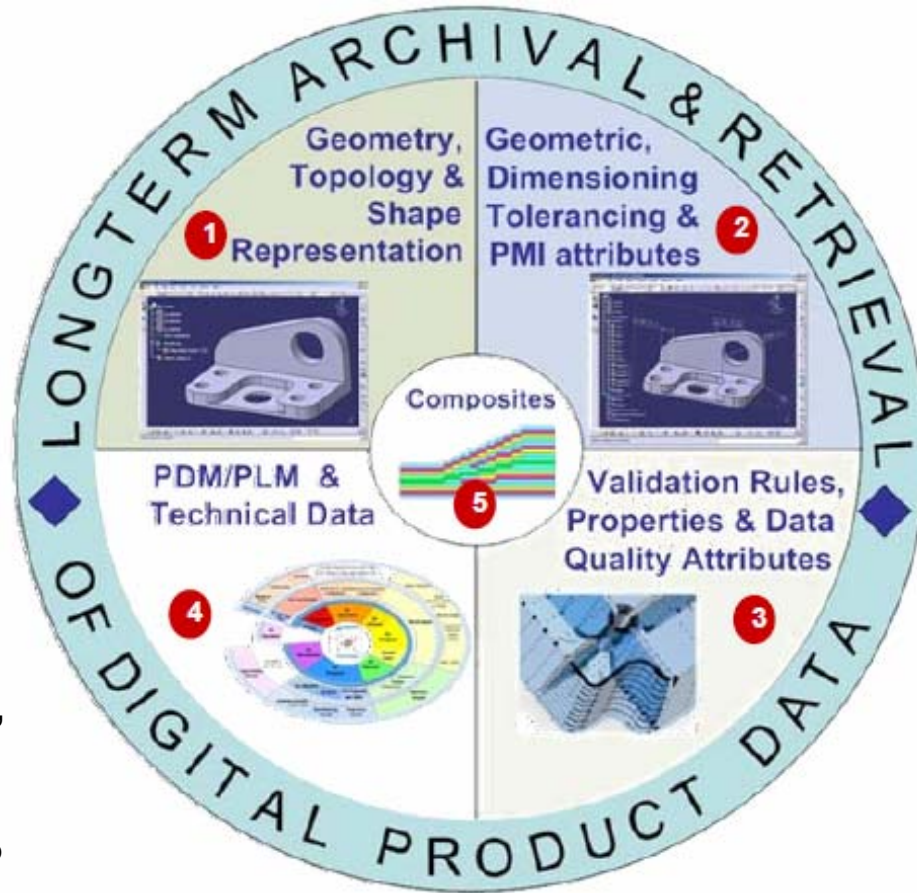 LONGTERM ARCHIVAL & RETRIEVAL
OF DIGITAL PRODUCT DATA
Geometry,
Topology &
Shape
Representation
1
Geometric,
Dimensioning
Tolerancing &
PMI attributes
2
Composites
5
PDM/PLM &
Technical Data
4
Validation Rules,
Properties & Data
Quality Attributes
3